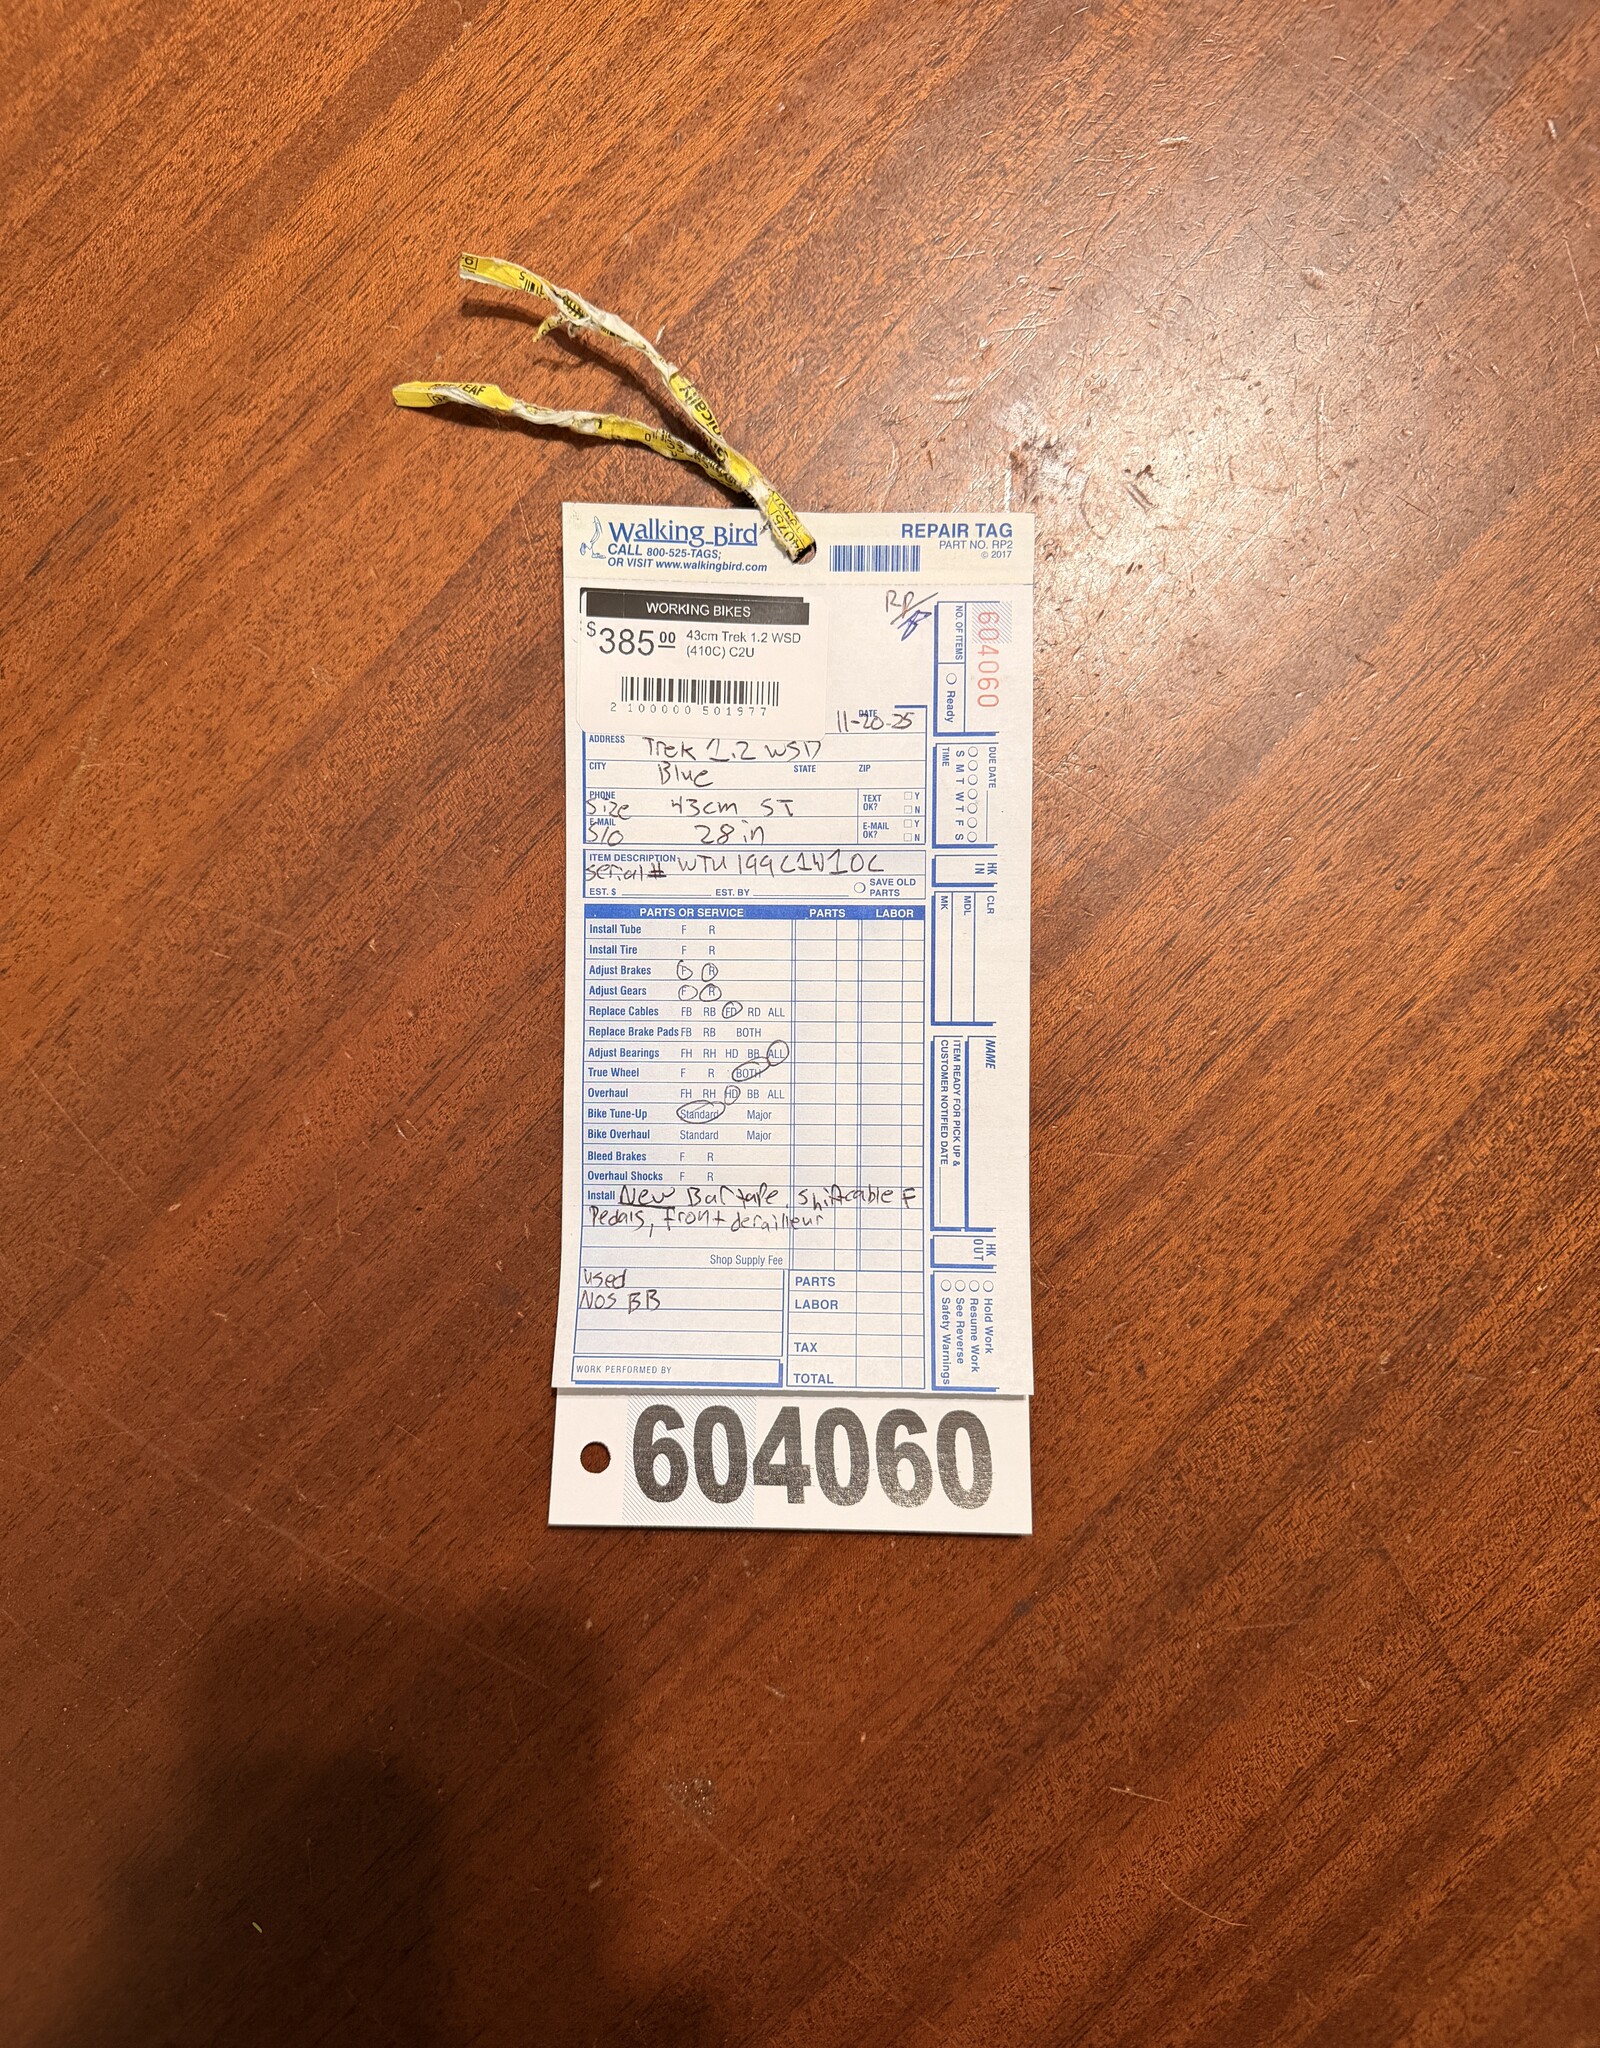 Walking Bird
CALL 800-525-TAGS;
OR VISIT www.walkingbird.com
REPAIR TAG
PART NO. RP2
© 2017
WORKING BIKES
$385.00 43cm Trek 1.2 WSD
(410C) C2U
2 100000 501977
RP/
DATE 11-20-25
ADDRESS Trek 1.2 WSD
CITY Blue STATE ZIP
PHONE Size 43cm ST TEXT OK? Y N
E-MAIL S/O 28in E-MAIL OK? Y N
ITEM DESCRIPTION
Serial# WTU199C1W10C
EST. $ EST. BY SAVE OLD PARTS
PARTS OR SERVICE PARTS LABOR
Install Tube F R
Install Tire F R
Adjust Brakes F R
Adjust Gears F R
Replace Cables FB RB FD RD ALL
Replace Brake Pads FB RB BOTH
Adjust Bearings FH RH HD BB ALL
True Wheel F R BOTH
Overhaul FH RH HD BB ALL
Bike Tune-Up Standard Major
Bike Overhaul Standard Major
Bleed Brakes F R
Overhaul Shocks F R
Install New Bar tape, shift cable F
Pedals, front derailleur
Shop Supply Fee
Used
NOS BB
PARTS
LABOR
TAX
TOTAL
WORK PERFORMED BY
604060
NO. OF ITEMS
Ready
DUE DATE
S M T W T F S
TIME
HK IN
CLR
MDL
MK
NAME
ITEM READY FOR PICK UP &
CUSTOMER NOTIFIED DATE
HK OUT
Hold Work
Resume Work
See Reverse
Safety Warnings
604060